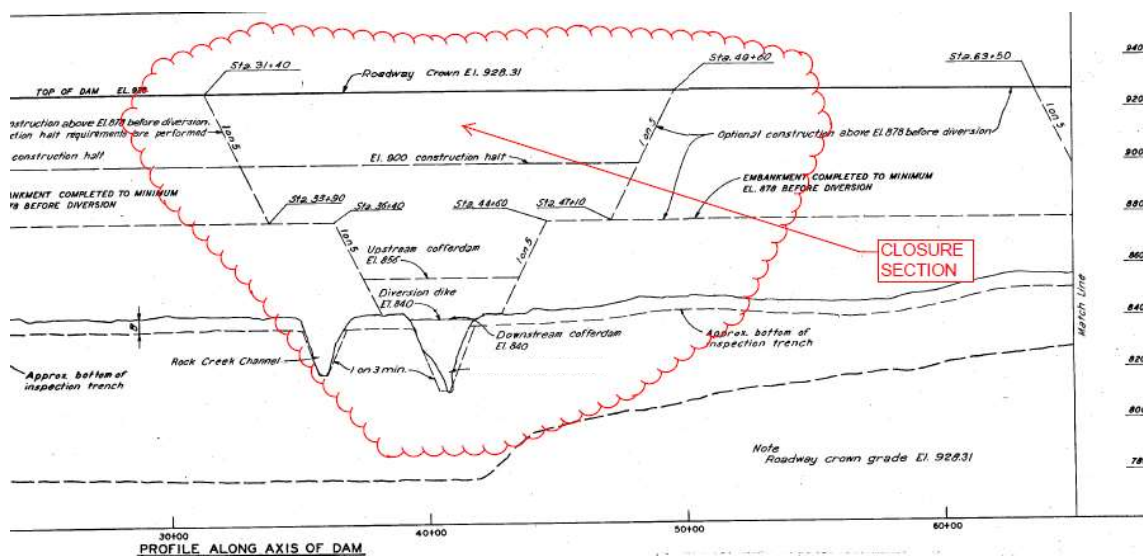 940
Sta. 31+40
Sta. 49+60
Sta. 63+50
Roadway Crown El. 928.31
TOP OF DAM EL.
920
construction above El. 878 before diversion.
requirements are performed
1 on 5
1 on 5
Optional construction above El. 878 before diversion
1 on 5
construction halt
El. 900 construction halt
900
EMBANKMENT COMPLETED TO MINIMUM
EL. 878 BEFORE DIVERSION
EMBANKMENT COMPLETED TO MINIMUM
878 BEFORE DIVERSION
880
Sta. 36+40
Sta. 44+60
Sta. 47+10
1 on 5
Upstream cofferdam
El. 856
1 on 5
CLOSURE
SECTION
860
Diversion dike
El. 840
840
Downstream cofferdam
El. 840
Approx. bottom of
inspection trench
Match Line
Rock Creek Channel
1 on 3 min.
820
Approx. bottom of
inspection trench
800
Note
Roadway crown grade El. 928.31
780
30+00
40+00
50+00
60+00
PROFILE ALONG AXIS OF DAM